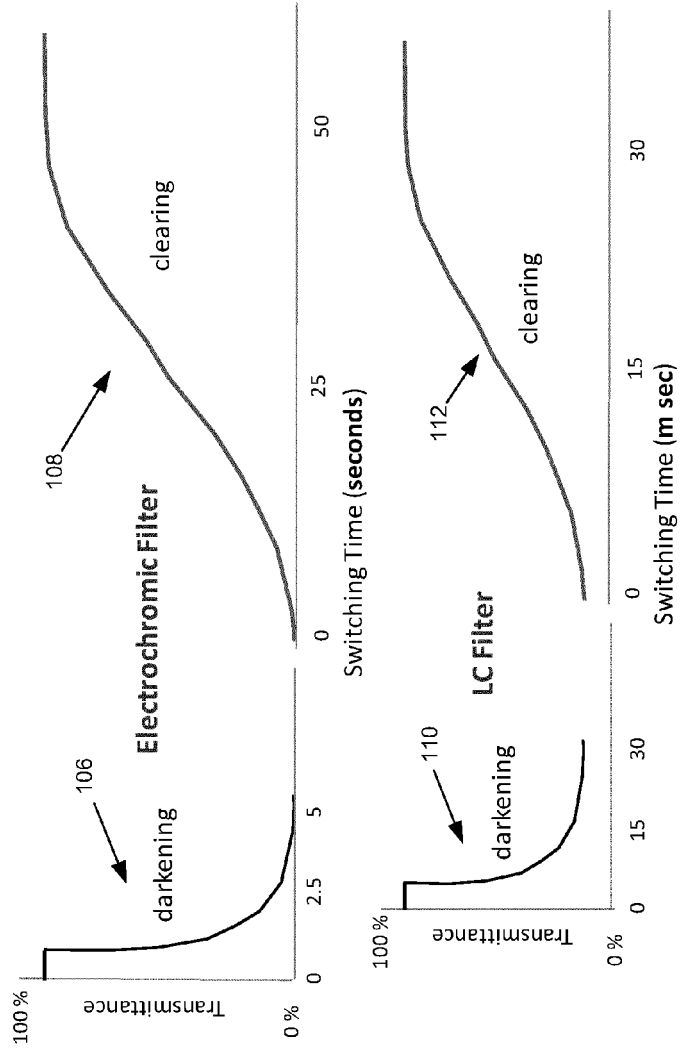 100 %
Transmittance
0 %
106
darkening
0
2.5
5
Electrochromic Filter
108
clearing
0
25
50
Switching Time (seconds)
100 %
Transmittance
0 %
110
darkening
0
15
30
LC Filter
112
clearing
0
15
30
Switching Time (m sec)